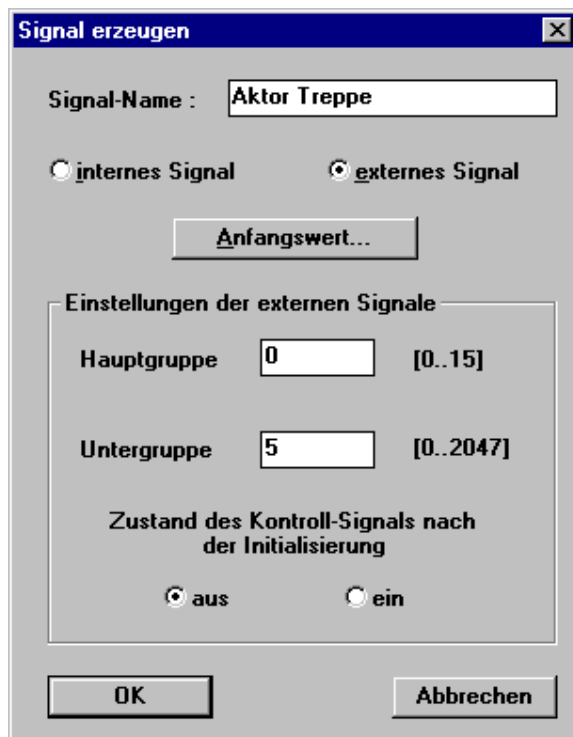 Signal erzeugen
Signal-Name : Aktor Treppe
internes Signal externes Signal
Anfangswert...
Einstellungen der externen Signale
Hauptgruppe 0 [0..15]
Untergruppe 5 [0..2047]
Zustand des Kontroll-Signals nach
der Initialisierung
aus ein
OK Abbrechen